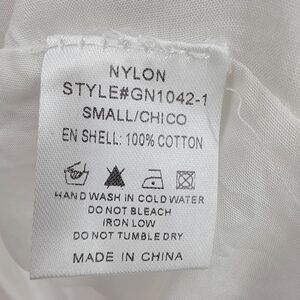 NYLON
STYLE#GN1042-1
SMALL/CHICO
EN SHELL: 100% COTTON
HAND WASH IN COLD WATER
DO NOT BLEACH
IRON LOW
DO NOT TUMBLE DRY
MADE IN CHINA